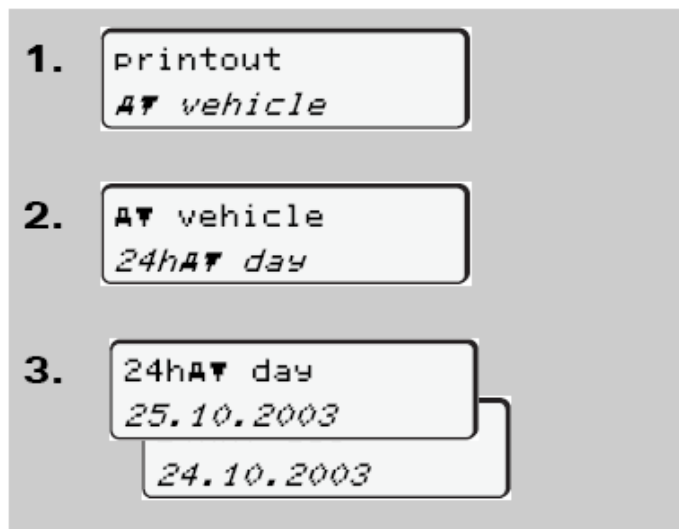 1. printout
vehicle
2. vehicle
24h day
3. 24h day
25.10.2003
24.10.2003